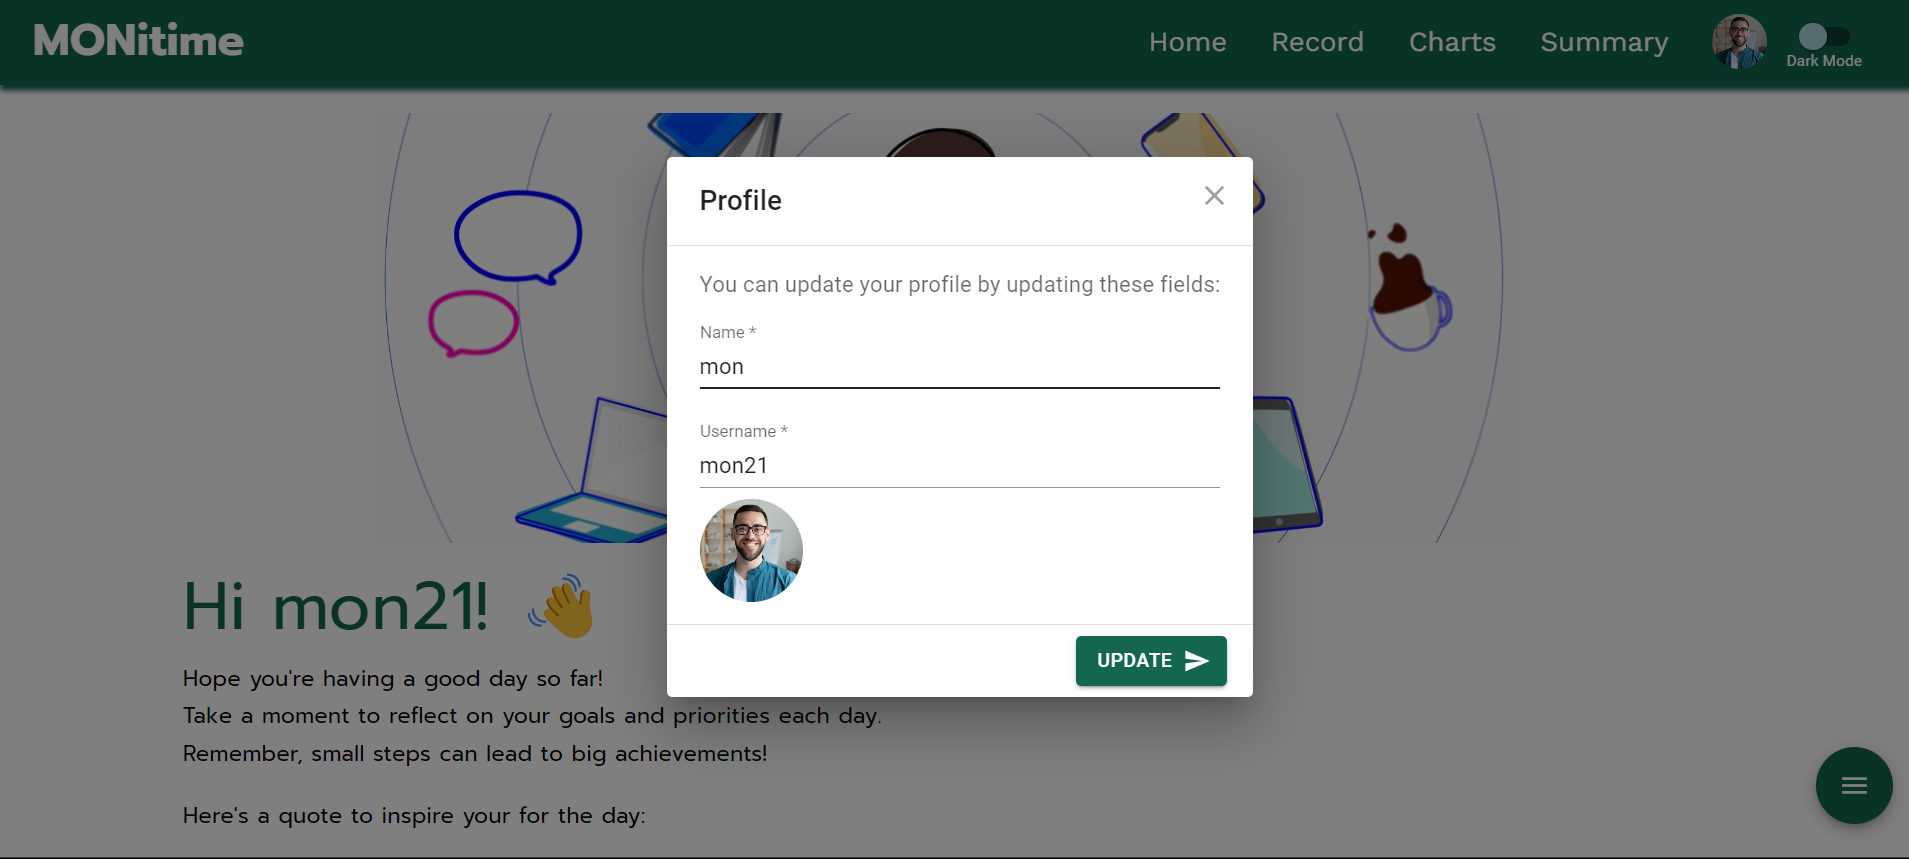 MONitime
Home Record Charts Summary
Dark Mode
Profile
You can update your profile by updating these fields:
Name *
mon
Username *
mon21
UPDATE
Hi mon21! 👋
Hope you're having a good day so far!
Take a moment to reflect on your goals and priorities each day.
Remember, small steps can lead to big achievements!
Here's a quote to inspire your for the day: